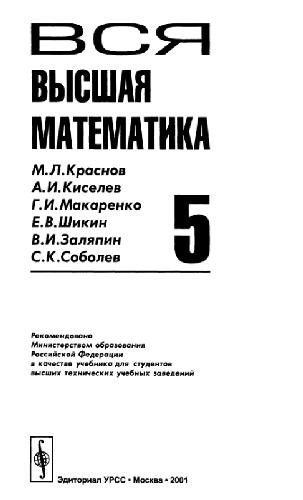 ВСЯ
ВЫСШАЯ
МАТЕМАТИКА
М.Л.Краснов
А.И.Киселев
Г.И.Макаренко
Е.В.Шикин
В.И.Заляпин
С.К.Соболев
5
Рекомендовано
Министерством образования
Российской Федерации
в качестве учебника для студентов
высших технических учебных заведений
Эдиториал УРСС • Москва • 2001